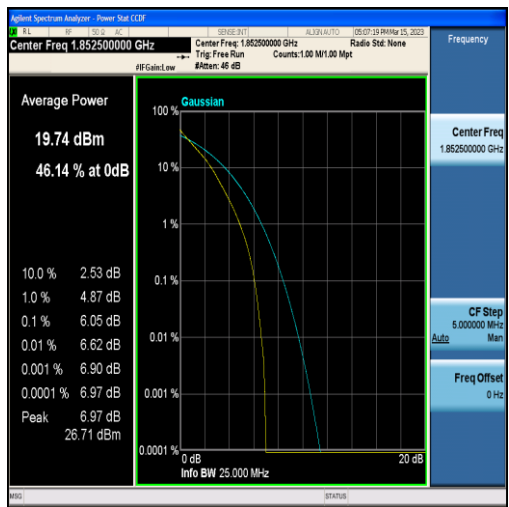 Agilent Spectrum Analyzer - Power Stat CCDF
RL RF 50 Ω AC SENSE:INT ALIGN AUTO 05:07:19 PM Mar 15, 2023
Center Freq 1.852500000 GHz
Center Freq: 1.852500000 GHz Radio Std: None
Trig: Free Run Counts:1.00 M/1.00 Mpt
#IFGain:Low #Atten: 46 dB
Frequency
Average Power
19.74 dBm
46.14 % at 0dB
10.0 % 2.53 dB
1.0 % 4.87 dB
0.1 % 6.05 dB
0.01 % 6.62 dB
0.001 % 6.90 dB
0.0001 % 6.97 dB
Peak 6.97 dB
26.71 dBm
Gaussian
100 %
10 %
1 %
0.1 %
0.01 %
0.001 %
0.0001 %
0 dB 20 dB
Info BW 25.000 MHz
Center Freq
1.852500000 GHz
CF Step
5.000000 MHz
Auto Man
Freq Offset
0 Hz
MSG STATUS